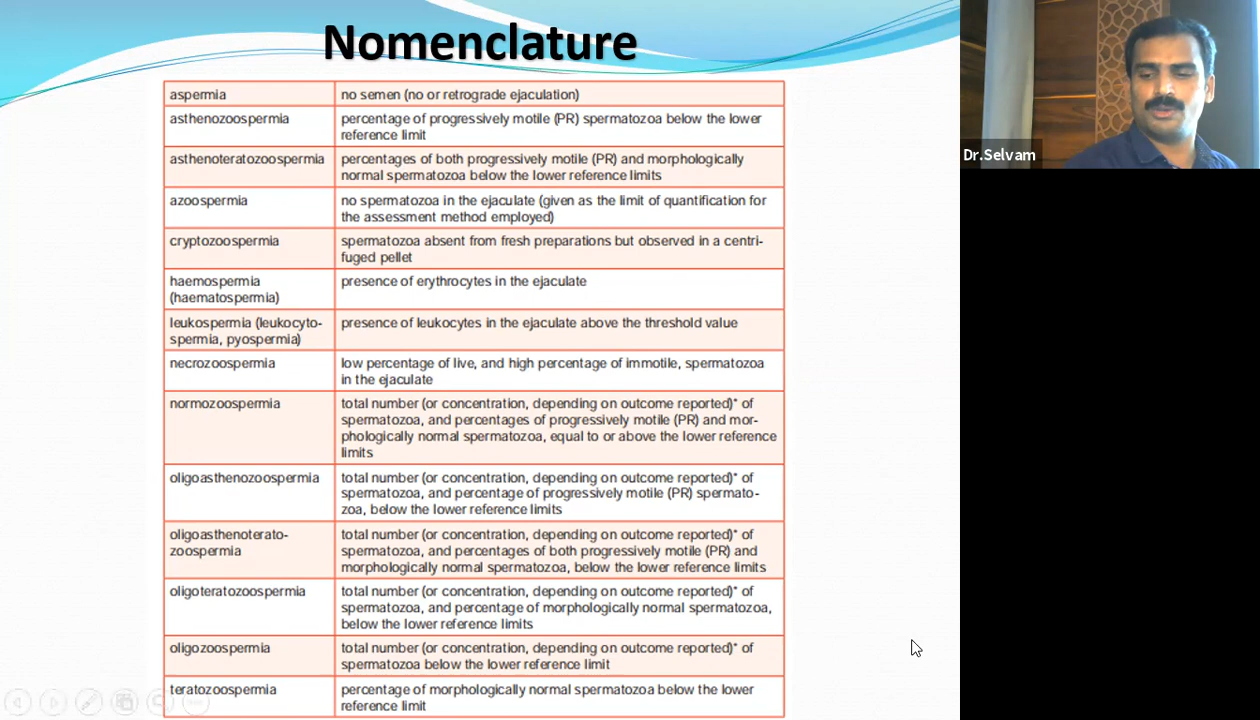 Nomenclature
aspermia
no semen (no or retrograde ejaculation)
asthenozoospermia
percentage of progressively motile (PR) spermatozoa below the lower
reference limit
asthenoteratozoospermia
percentages of both progressively motile (PR) and morphologically
normal spermatozoa below the lower reference limits
azoospermia
no spermatozoa in the ejaculate (given as the limit of quantification for
the assessment method employed)
cryptozoospermia
spermatozoa absent from fresh preparations but observed in a centri-
fuged pellet
haemospermia
(haematospermia)
presence of erythrocytes in the ejaculate
leukospermia (leukocyto-
spermia, pyospermia)
presence of leukocytes in the ejaculate above the threshold value
necrozoospermia
low percentage of live, and high percentage of immotile, spermatozoa
in the ejaculate
normozoospermia
total number (or concentration, depending on outcome reported)* of
spermatozoa, and percentages of progressively motile (PR) and mor-
phologically normal spermatozoa, equal to or above the lower reference
limits
oligoasthenozoospermia
total number (or concentration, depending on outcome reported)* of
spermatozoa, and percentage of progressively motile (PR) spermato-
zoa, below the lower reference limits
oligoasthenoterato-
zoospermia
total number (or concentration, depending on outcome reported)* of
spermatozoa, and percentages of both progressively motile (PR) and
morphologically normal spermatozoa, below the lower reference limits
oligoteratozoospermia
total number (or concentration, depending on outcome reported)* of
spermatozoa, and percentage of morphologically normal spermatozoa,
below the lower reference limits
oligozoospermia
total number (or concentration, depending on outcome reported)* of
spermatozoa below the lower reference limit
teratozoospermia
percentage of morphologically normal spermatozoa below the lower
reference limit
Dr.Selvam